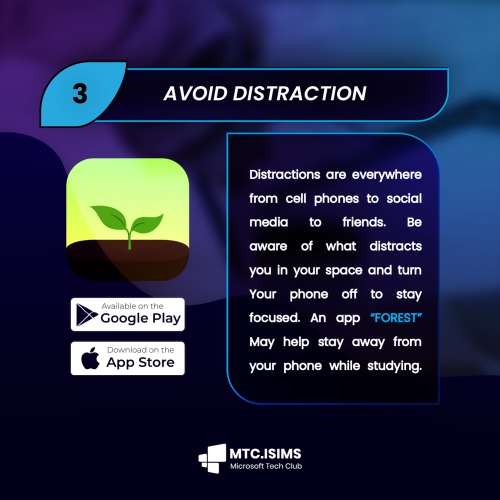 3
AVOID DISTRACTION
Distractions are everywhere
from cell phones to social
media to friends. Be
aware of what distracts
you in your space and turn
Your phone off to stay
focused. An app "FOREST"
May help stay away from
your phone while studying.
Available on the
Google Play
Download on the
App Store
MTC.ISIMS
Microsoft Tech Club